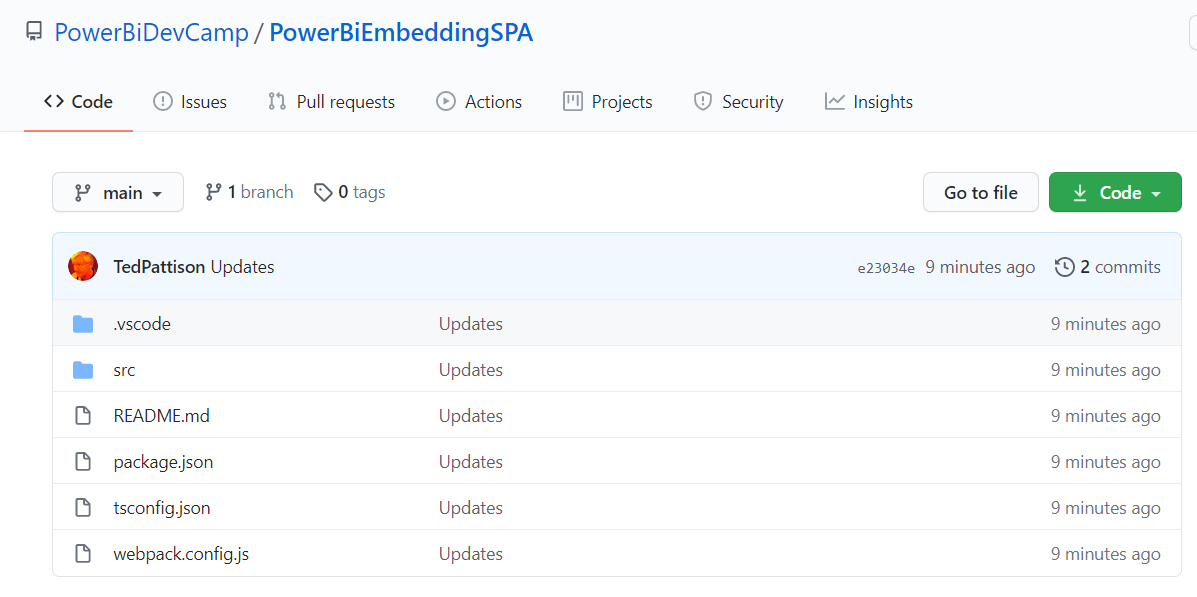 PowerBiDevCamp / PowerBiEmbeddingSPA
Code Issues Pull requests Actions Projects Security Insights
main 1 branch 0 tags Go to file Code
TedPattison Updates e23034e 9 minutes ago 2 commits
.vscode Updates 9 minutes ago
src Updates 9 minutes ago
README.md Updates 9 minutes ago
package.json Updates 9 minutes ago
tsconfig.json Updates 9 minutes ago
webpack.config.js Updates 9 minutes ago